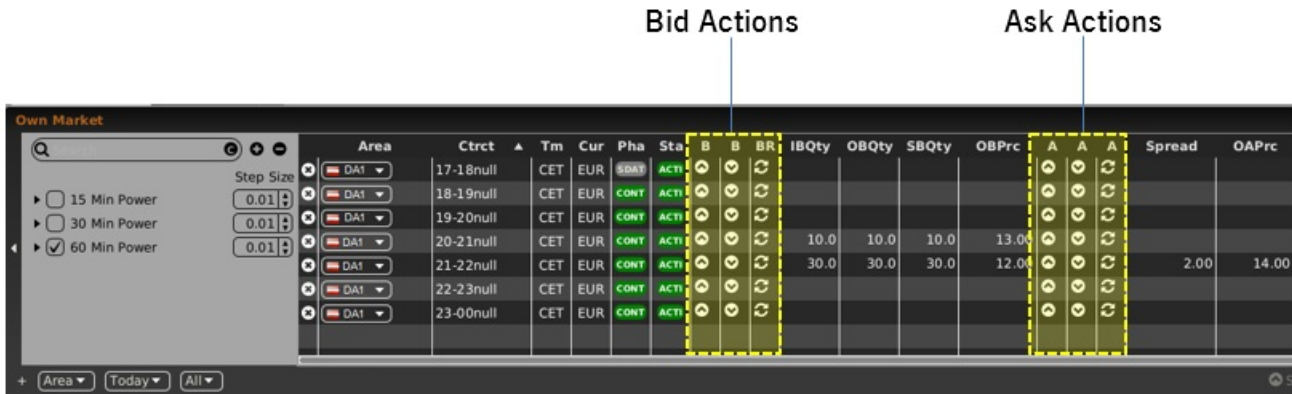 Bid Actions Ask Actions
Own Market
Search
Area Ctrct Tm Cur Pha Sta B B BR IBQty OBQty SBQty OBPrc A A A Spread OAPrc
Step Size
DA1 17-18null CET EUR SDAT ACTI
15 Min Power 0.01 DA1 18-19null CET EUR CONT ACTI
30 Min Power 0.01 DA1 19-20null CET EUR CONT ACTI
60 Min Power 0.01 DA1 20-21null CET EUR CONT ACTI 10.0 10.0 10.0 13.00
DA1 21-22null CET EUR CONT ACTI 30.0 30.0 30.0 12.00 2.00 14.00
DA1 22-23null CET EUR CONT ACTI
DA1 23-00null CET EUR CONT ACTI
+ Area Today All